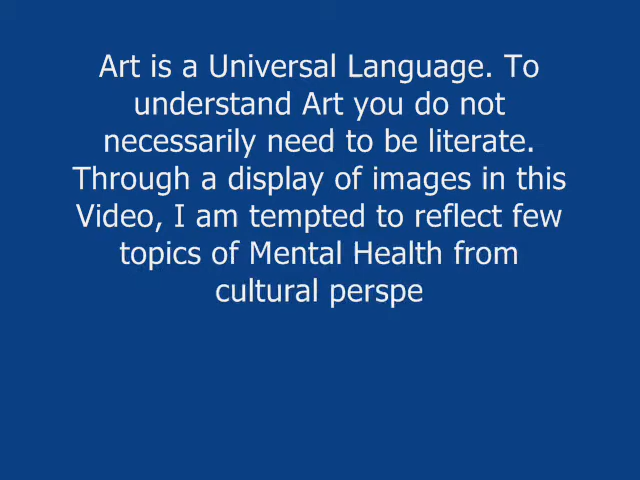 Art is a Universal Language. To
understand Art you do not
necessarily need to be literate.
Through a display of images in this
Video, I am tempted to reflect few
topics of Mental Health from
cultural perspe